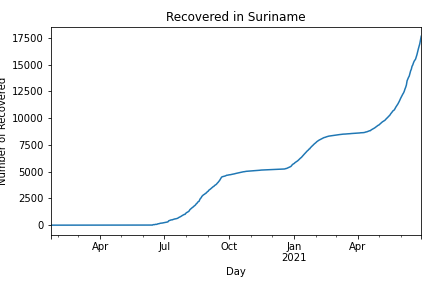 Recovered in Suriname
Number of Recovered
17500
15000
12500
10000
7500
5000
2500
0
Apr
Jul
Oct
Jan
2021
Apr
Day